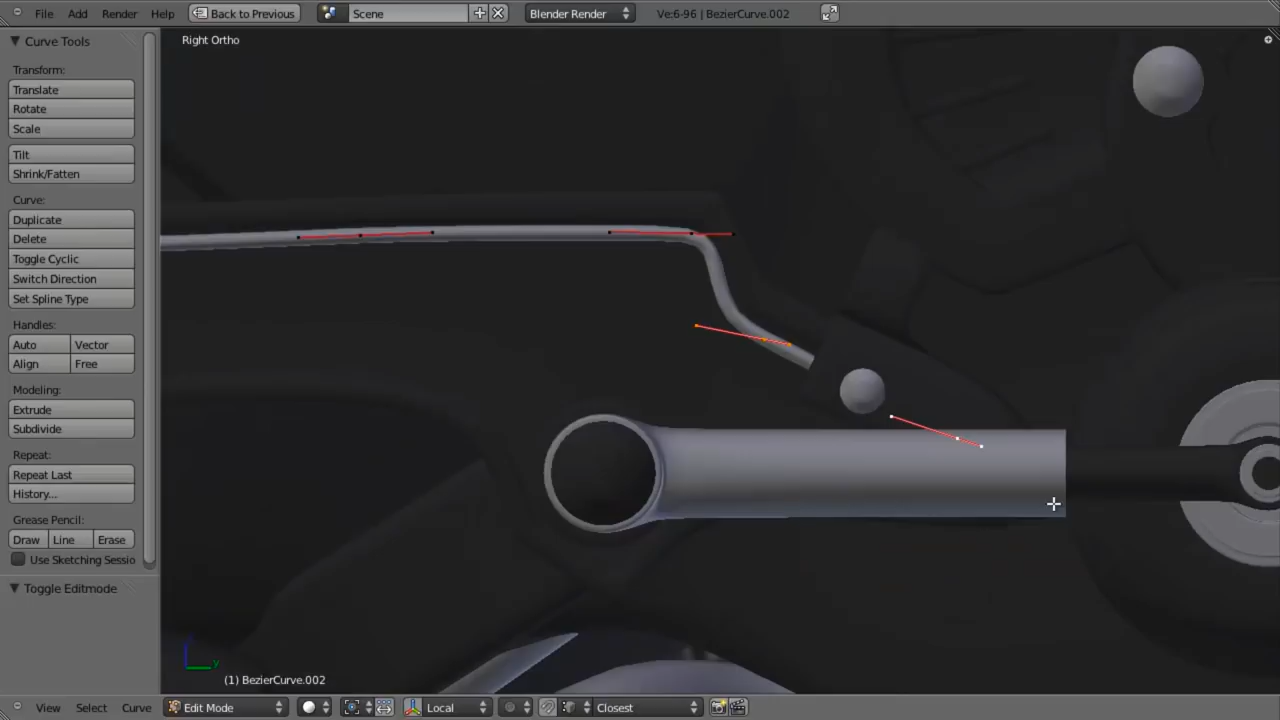 File Add Render Help Back to Previous Scene Blender Render Ve:6-96 | BezierCurve.002
Curve Tools
Right Ortho
Transform:
Translate
Rotate
Scale
Tilt
Shrink/Fatten
Curve:
Duplicate
Delete
Toggle Cyclic
Switch Direction
Set Spline Type
Handles:
Auto Vector
Align Free
Modeling:
Extrude
Subdivide
Repeat:
Repeat Last
History...
Grease Pencil:
Draw Line Erase
Use Sketching Sessio
Toggle Editmode
y
(1) BezierCurve.002
View Select Curve Edit Mode Local Closest